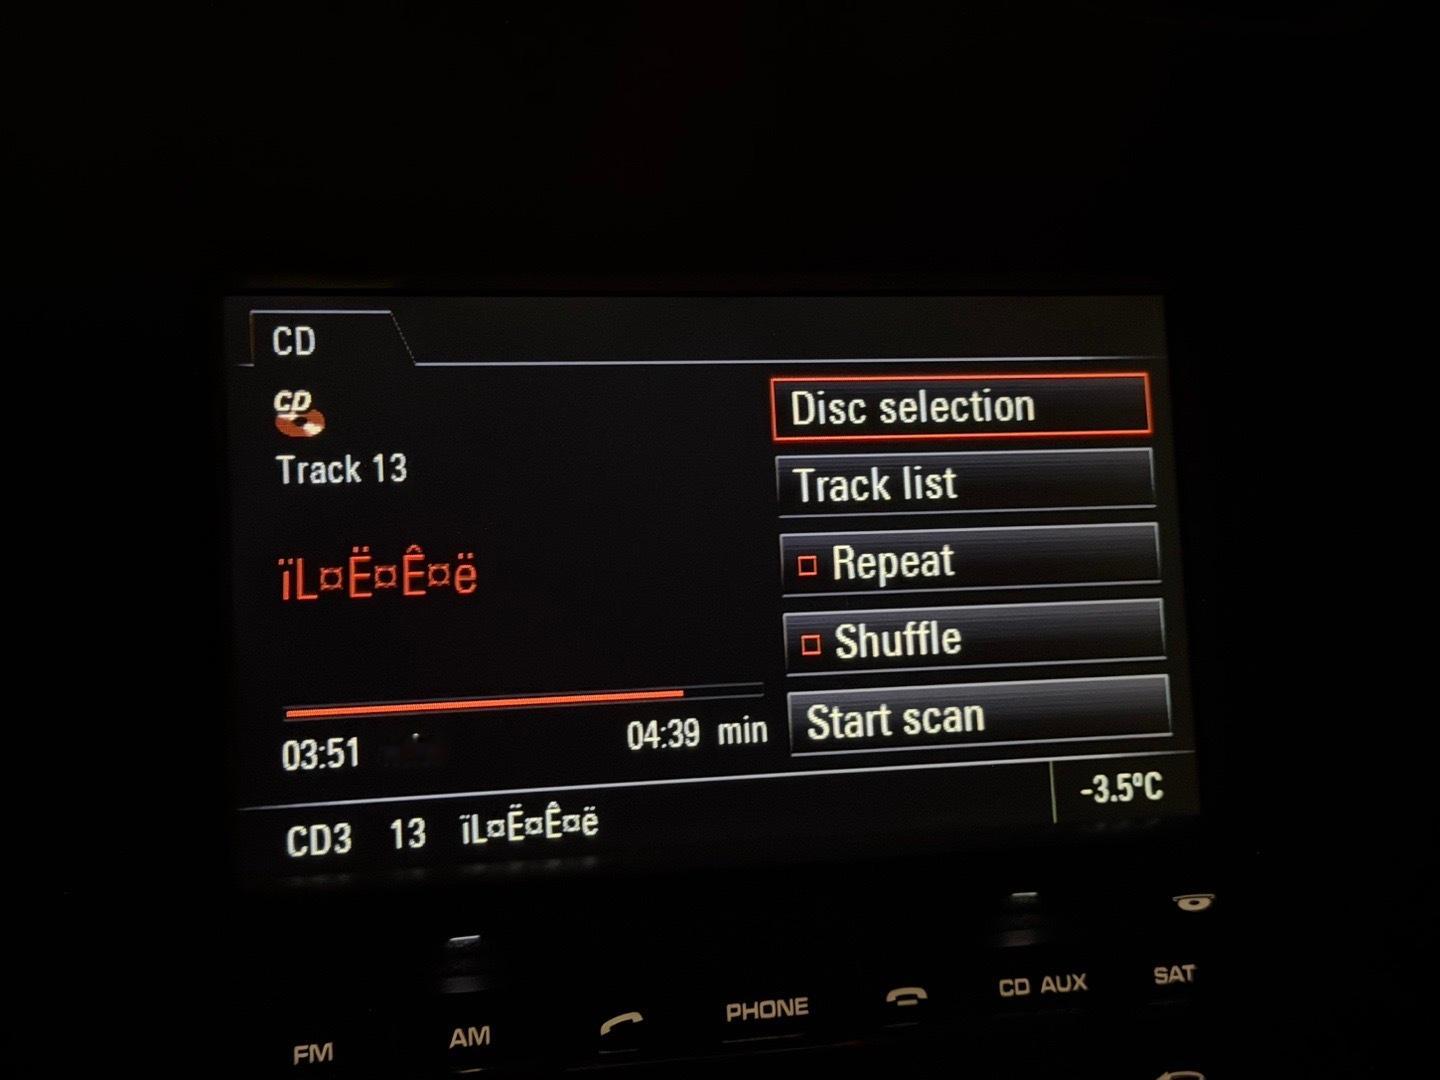 CD
CD
Track 13
ïL¤Ë¤Ê¤ë
03:51
04:39 min
Disc selection
Track list
Repeat
Shuffle
Start scan
CD3 13 ïL¤Ë¤Ê¤ë
-3.5ºC
FM
AM
PHONE
CD AUX
SAT